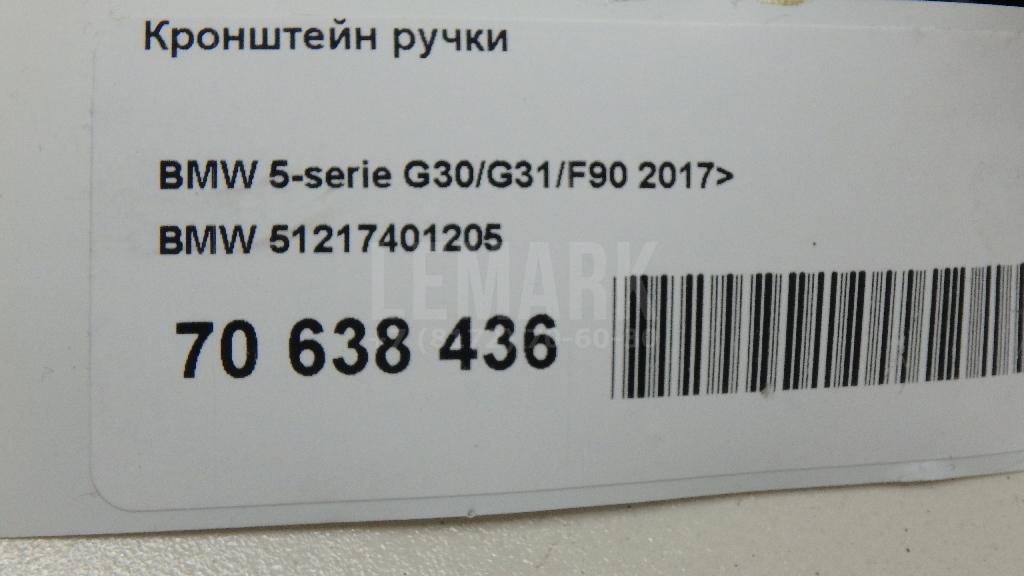 Кронштейн ручки
BMW 5-serie G30/G31/F90 2017>
BMW 51217401205
LEMARK
70 638 436